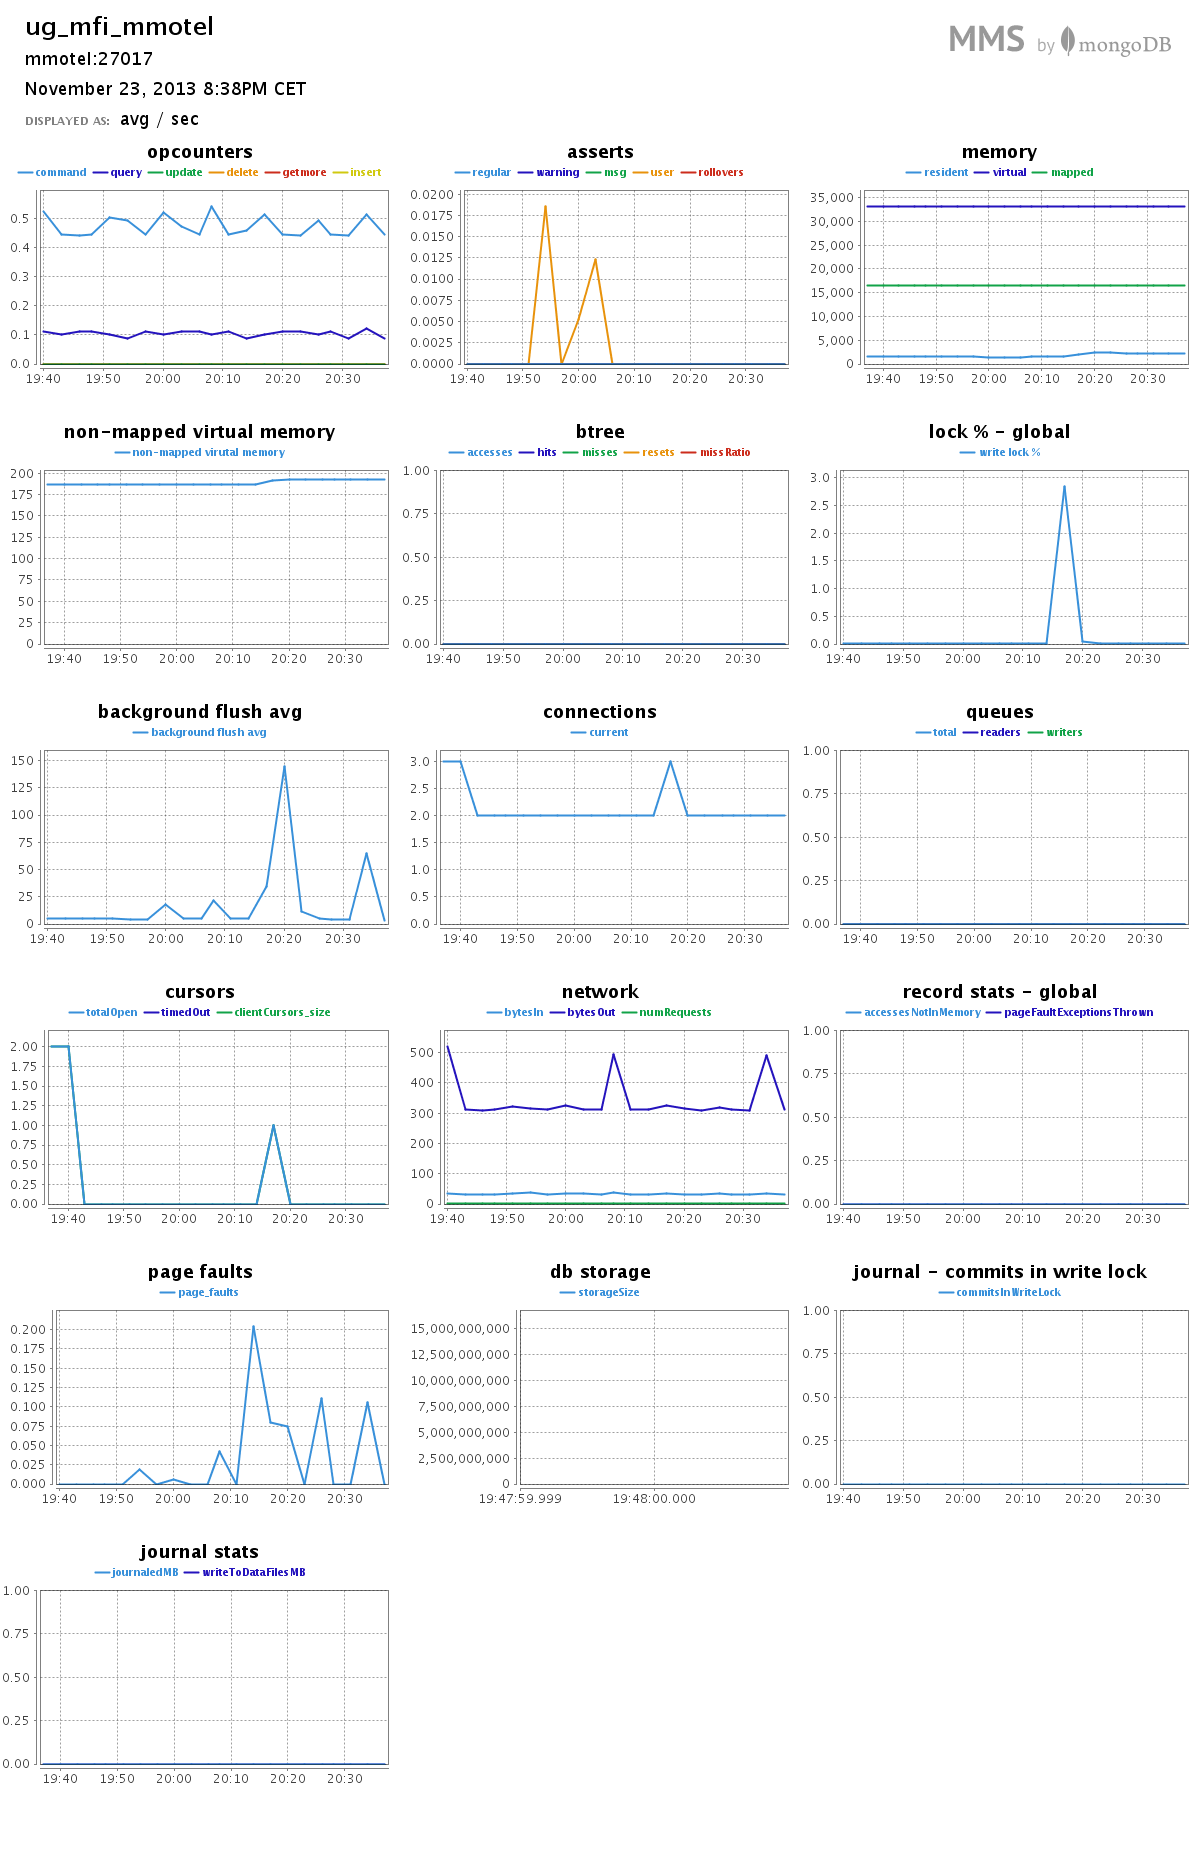 ug_mfi_mmotel
mmotel:27017
November 23, 2013 8:38PM CET
DISPLAYED AS: avg / sec
MMS by mongoDB
opcounters
command query update delete getmore insert
0.5
0.4
0.3
0.2
0.1
0.0
19:40 19:50 20:00 20:10 20:20 20:30
asserts
regular warning msg user rollovers
0.0200
0.0175
0.0150
0.0125
0.0100
0.0075
0.0050
0.0025
0.0000
19:40 19:50 20:00 20:10 20:20 20:30
memory
resident virtual mapped
35,000
30,000
25,000
20,000
15,000
10,000
5,000
0
19:40 19:50 20:00 20:10 20:20 20:30
non-mapped virtual memory
non-mapped virutal memory
200
175
150
125
100
75
50
25
0
19:40 19:50 20:00 20:10 20:20 20:30
btree
accesses hits misses resets missRatio
1.00
0.75
0.50
0.25
0.00
19:40 19:50 20:00 20:10 20:20 20:30
lock % - global
write lock %
3.0
2.5
2.0
1.5
1.0
0.5
0.0
19:40 19:50 20:00 20:10 20:20 20:30
background flush avg
background flush avg
150
125
100
75
50
25
0
19:40 19:50 20:00 20:10 20:20 20:30
connections
current
3.0
2.5
2.0
1.5
1.0
0.5
0.0
19:40 19:50 20:00 20:10 20:20 20:30
queues
total readers writers
1.00
0.75
0.50
0.25
0.00
19:40 19:50 20:00 20:10 20:20 20:30
cursors
totalOpen timedOut clientCursors_size
2.00
1.75
1.50
1.25
1.00
0.75
0.50
0.25
0.00
19:40 19:50 20:00 20:10 20:20 20:30
network
bytesIn bytesOut numRequests
500
400
300
200
100
0
19:40 19:50 20:00 20:10 20:20 20:30
record stats - global
accessesNotInMemory pageFaultExceptionsThrown
1.00
0.75
0.50
0.25
0.00
19:40 19:50 20:00 20:10 20:20 20:30
page faults
page_faults
0.200
0.175
0.150
0.125
0.100
0.075
0.050
0.025
0.000
19:40 19:50 20:00 20:10 20:20 20:30
db storage
storageSize
15,000,000,000
12,500,000,000
10,000,000,000
7,500,000,000
5,000,000,000
2,500,000,000
0
19:47:59.999 19:48:00.000
journal - commits in write lock
commitsInWriteLock
1.00
0.75
0.50
0.25
0.00
19:40 19:50 20:00 20:10 20:20 20:30
journal stats
journaledMB writeToDataFilesMB
1.00
0.75
0.50
0.25
0.00
19:40 19:50 20:00 20:10 20:20 20:30